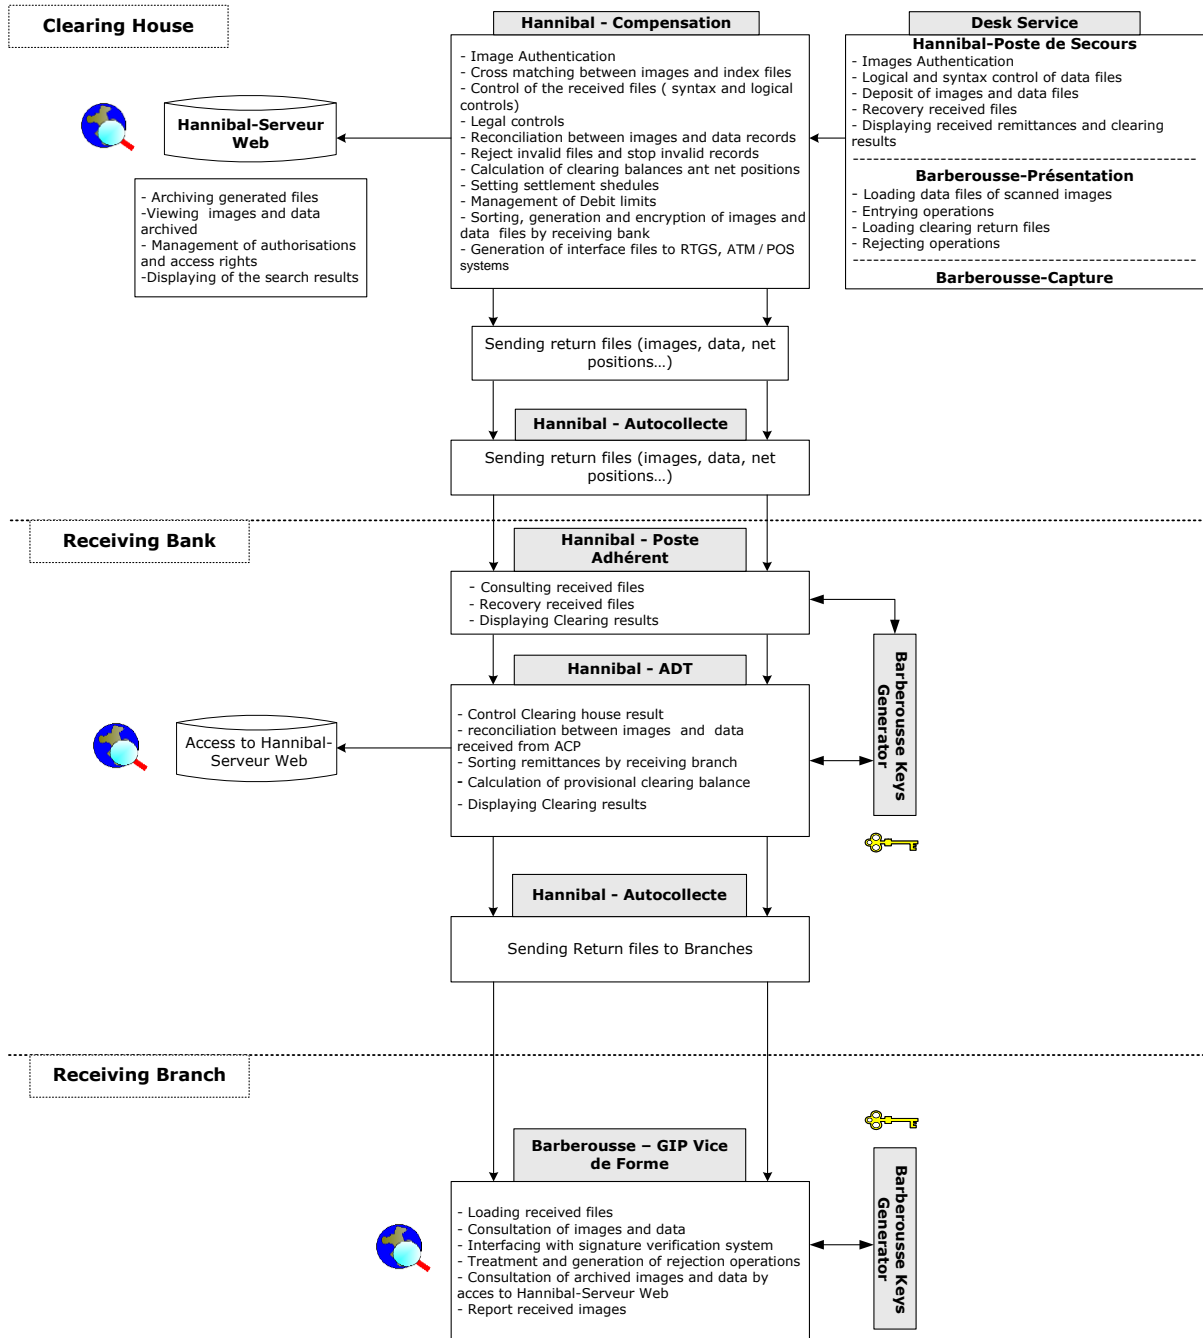 Clearing House
Hannibal - Compensation
- Image Authentication
- Cross matching between images and index files
- Control of the received files ( syntax and logical
controls)
- Legal controls
- Reconciliation between images and data records
- Reject invalid files and stop invalid records
- Calculation of clearing balances ant net positions
- Setting settlement shedules
- Management of Debit limits
- Sorting, generation and encryption of images and
data files by receiving bank
- Generation of interface files to RTGS, ATM / POS
systems
Desk Service
Hannibal-Poste de Secours
- Images Authentication
- Logical and syntax control of data files
- Deposit of images and data files
- Recovery received files
- Displaying received remittances and clearing
results
Barberousse-Présentation
- Loading data files of scanned images
- Entrying operations
- Loading clearing return files
- Rejecting operations
Barberousse-Capture
Hannibal-Serveur
Web
- Archiving generated files
-Viewing images and data
archived
- Management of authorisations
and access rights
-Displaying of the search results
Sending return files (images, data, net
positions…)
Hannibal - Autocollecte
Sending return files (images, data, net
positions…)
Receiving Bank
Hannibal - Poste
Adhérent
- Consulting received files
- Recovery received files
- Displaying Clearing results
Barberousse Keys
Generator
Hannibal - ADT
- Control Clearing house result
- reconciliation between images and data
received from ACP
- Sorting remittances by receiving branch
- Calculation of provisional clearing balance
- Displaying Clearing results
Access to Hannibal-
Serveur Web
Hannibal - Autocollecte
Sending Return files to Branches
Receiving Branch
Barberousse – GIP Vice
de Forme
- Loading received files
- Consultation of images and data
- Interfacing with signature verification system
- Treatment and generation of rejection operations
- Consultation of archived images and data by
acces to Hannibal-Serveur Web
- Report received images
Barberousse Keys
Generator